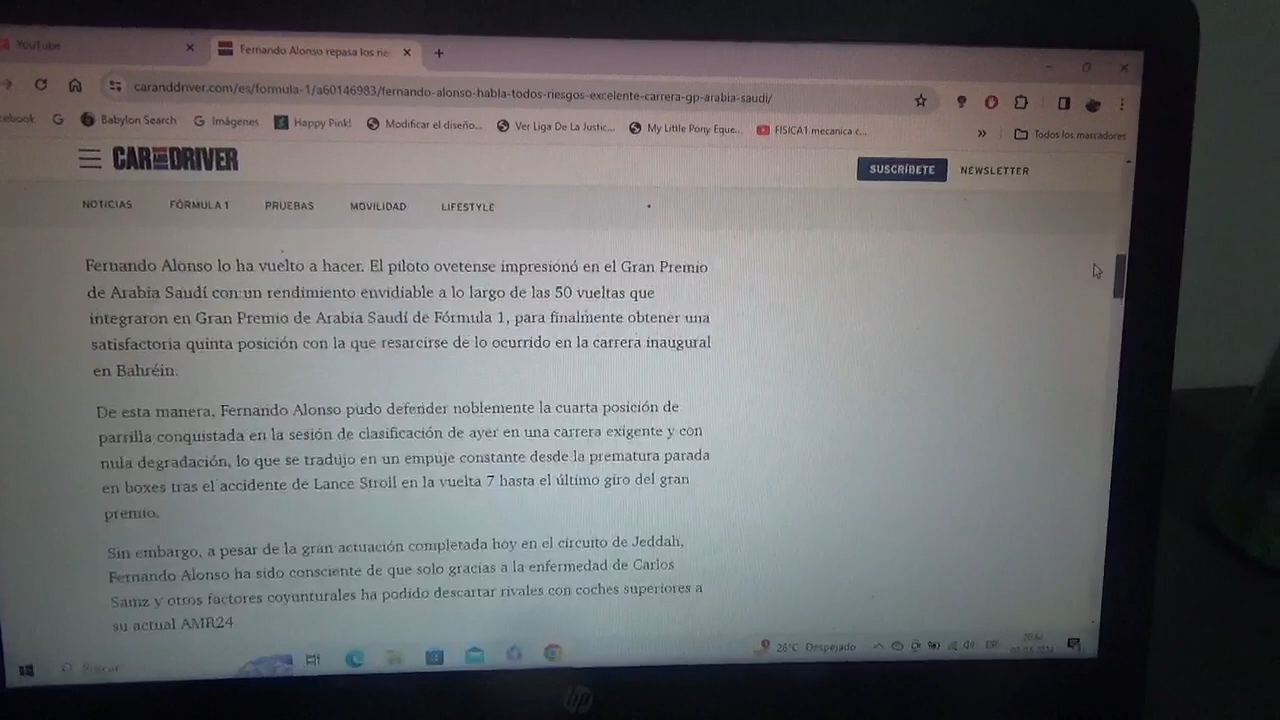 YouTube
Fernando Alonso repasa los rie
caranddriver.com/es/formula-1/a60146983/fernando-alonso-habla-todos-riesgos-excelente-carrera-gp-arabia-saudi/
cebook
Babylon Search
Imágenes
Happy Pink!
Modificar el diseño...
Ver Liga De La Justic...
My Little Pony Eque...
FISICA1 mecanica c...
»
Todos los marcadores
CAR AND DRIVER
SUSCRÍBETE
NEWSLETTER
NOTICIAS
FÓRMULA 1
PRUEBAS
MOVILIDAD
LIFESTYLE
Fernando Alonso lo ha vuelto a hacer. El piloto ovetense impresionó en el Gran Premio
de Arabia Saudí con un rendimiento envidiable a lo largo de las 50 vueltas que
integraron en Gran Premio de Arabia Saudí de Fórmula 1, para finalmente obtener una
satisfactoria quinta posición con la que resarcirse de lo ocurrido en la carrera inaugural
en Bahréin.
De esta manera, Fernando Alonso pudo defender noblemente la cuarta posición de
parrilla conquistada en la sesión de clasificación de ayer en una carrera exigente y con
nula degradación, lo que se tradujo en un empuje constante desde la prematura parada
en boxes tras el accidente de Lance Stroll en la vuelta 7 hasta el último giro del gran
premio.
Sin embargo, a pesar de la gran actuación completada hoy en el circuito de Jeddah,
Fernando Alonso ha sido consciente de que solo gracias a la enfermedad de Carlos
Sainz y otros factores coyunturales ha podido descartar rivales con coches superiores a
su actual AMR24
Buscar
26°C Despejado
ESP
hp